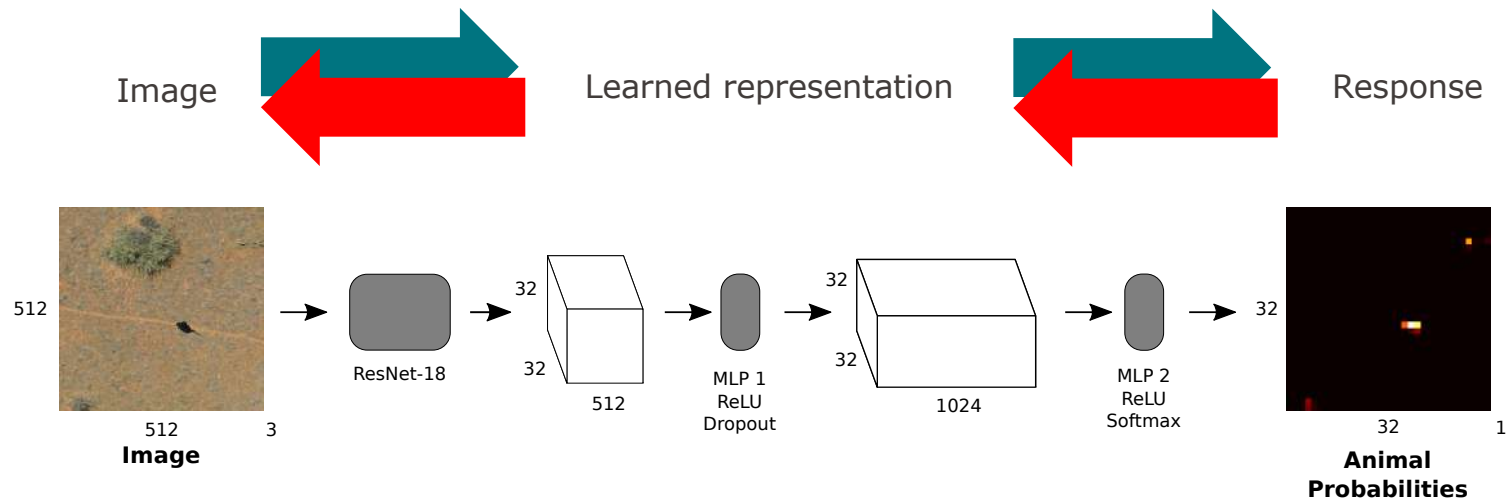 Image
Learned representation
Response
512
512
3
Image
ResNet-18
32
32
512
MLP 1
ReLU
Dropout
32
32
1024
MLP 2
ReLU
Softmax
32
32
1
Animal
Probabilities